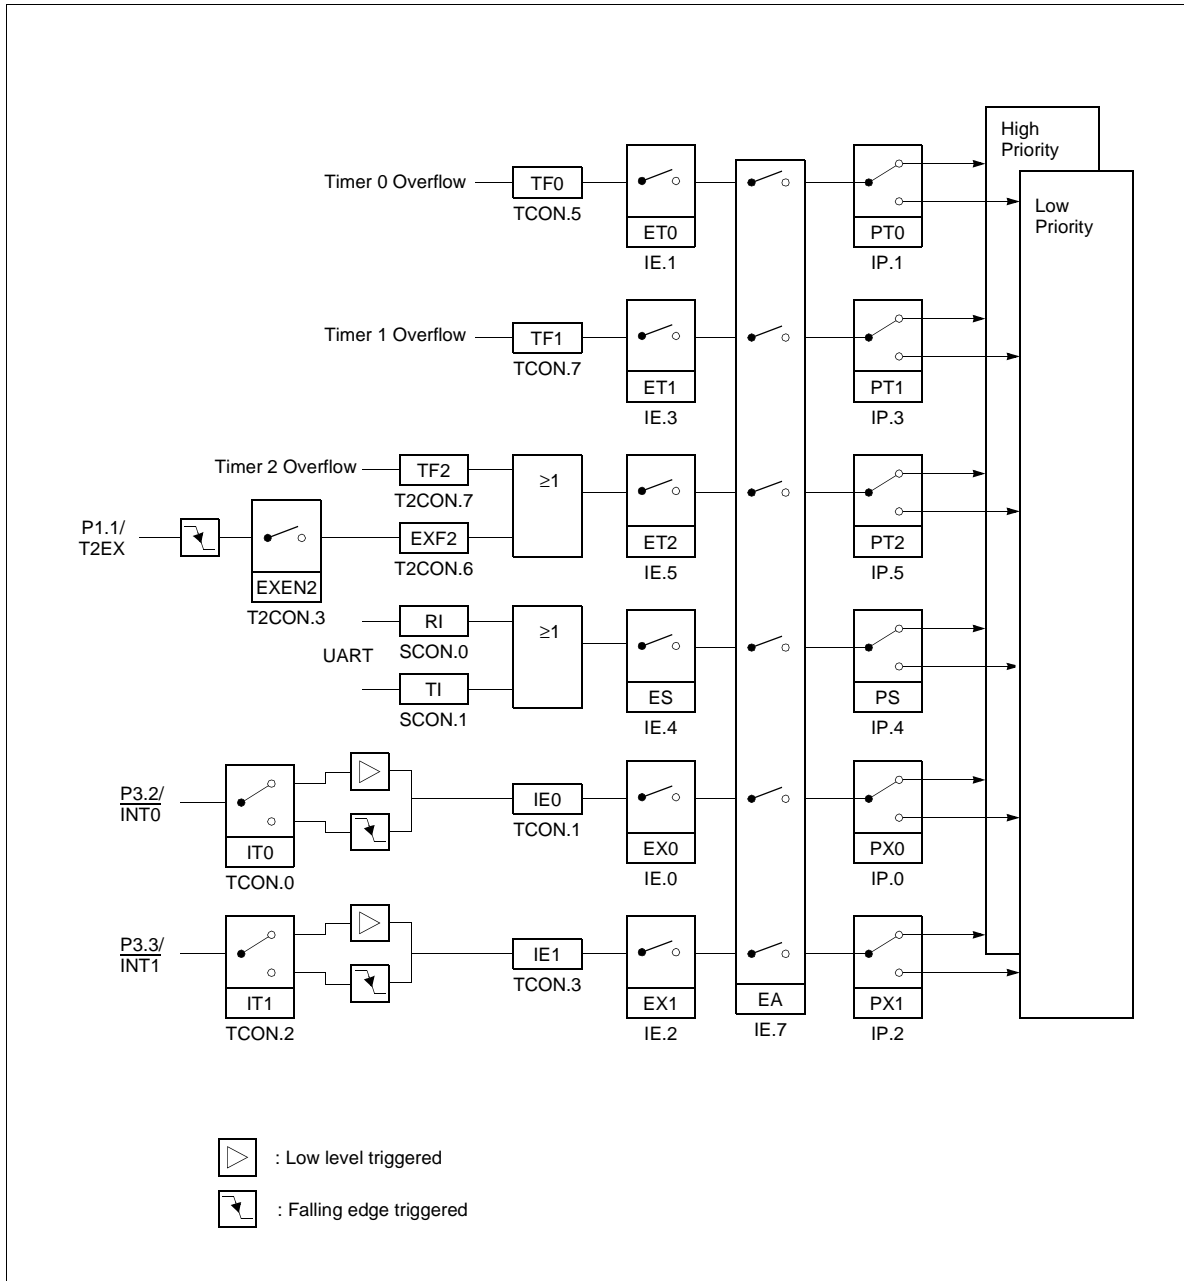 High
Priority
Low
Priority
Timer 0 Overflow
TF0
TCON.5
ET0
IE.1
PT0
IP.1
Timer 1 Overflow
TF1
TCON.7
ET1
IE.3
PT1
IP.3
Timer 2 Overflow
TF2
T2CON.7
≥1
P1.1/
T2EX
EXEN2
T2CON.3
EXF2
T2CON.6
ET2
IE.5
PT2
IP.5
UART
RI
SCON.0
TI
SCON.1
≥1
ES
IE.4
PS
IP.4
P3.2/
INT0
IT0
TCON.0
IE0
TCON.1
EX0
IE.0
PX0
IP.0
P3.3/
INT1
IT1
TCON.2
IE1
TCON.3
EX1
IE.2
EA
IE.7
PX1
IP.2
: Low level triggered
: Falling edge triggered